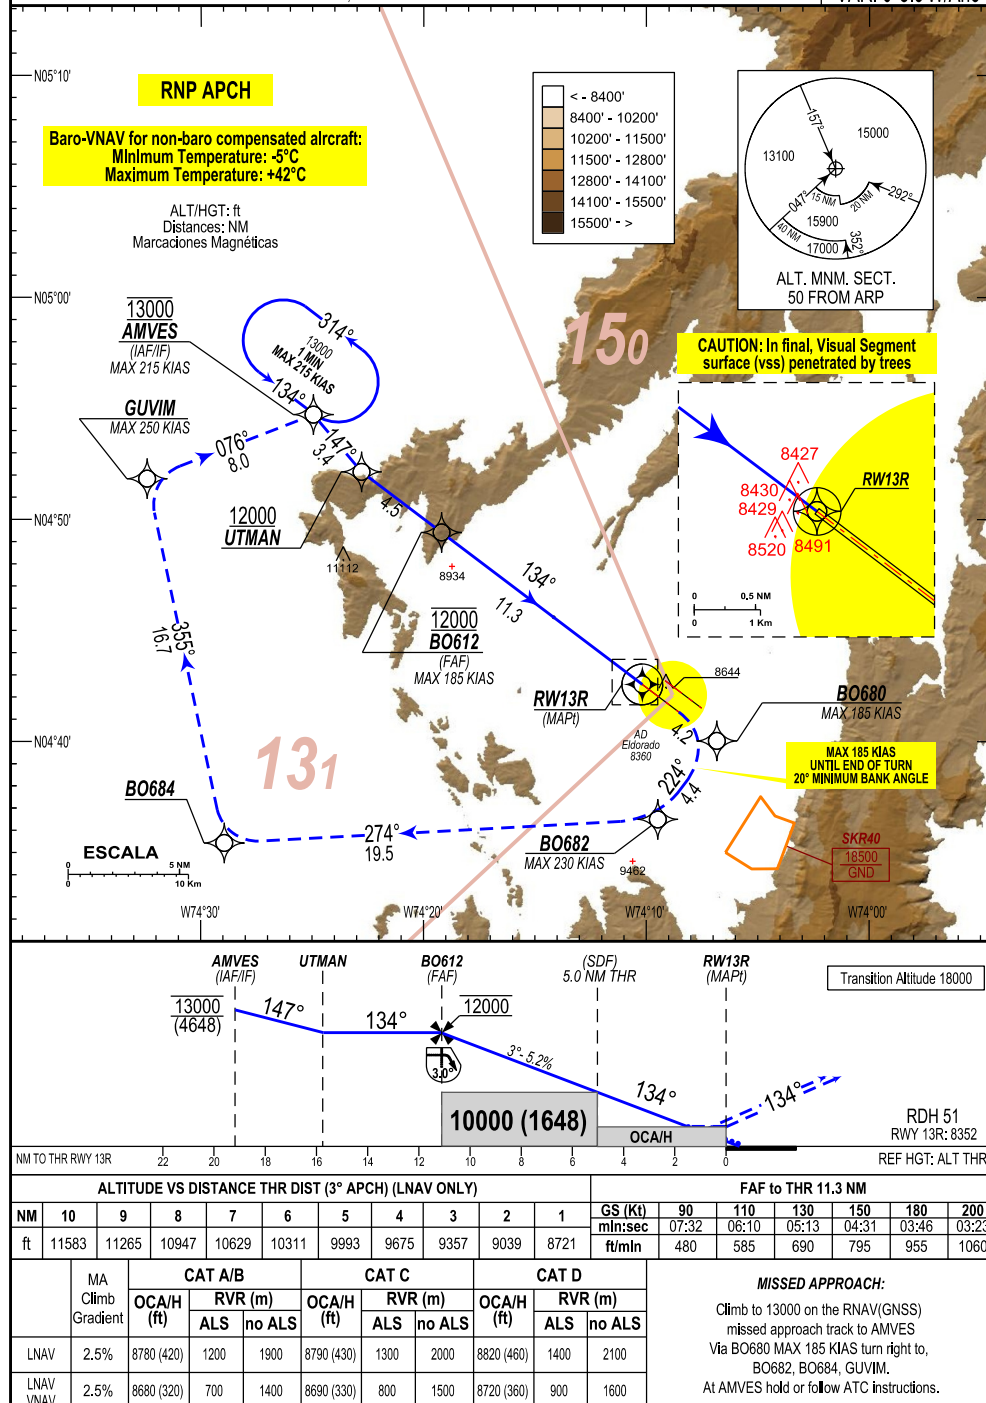 N05°10'
RNP APCH
Baro-VNAV for non-baro compensated aircraft:
Minimum Temperature: -5°C
Maximum Temperature: +42°C
ALT/HGT: ft
Distances: NM
Marcaciones Magnéticas
< - 8400'
8400' - 10200'
10200' - 11500'
11500' - 12800'
12800' - 14100'
14100' - 15500'
15500' - >
157°
15000
13100
047°
15 NM
20 NM
292°
15900
40 NM
17000
352°
ALT. MNM. SECT.
50 FROM ARP
N05°00'
13000
AMVES
(IAF/IF)
MAX 215 KIAS
314°
13000
1 MIN
MAX 215 KIAS
134°
150
CAUTION: In final, Visual Segment
surface (vss) penetrated by trees
GUVIM
MAX 250 KIAS
076°
8.0
147°
3.4
8427
8430
8429
8520
8491
RW13R
0 0.5 NM
0 1 Km
N04°50'
12000
UTMAN
4.5
11112
8934
134°
11.3
12000
BO612
(FAF)
MAX 185 KIAS
355°
16.7
8644
RW13R
(MAPt)
BO680
MAX 185 KIAS
AD
Eldorado
8360
4.2
N04°40'
131
MAX 185 KIAS
UNTIL END OF TURN
20° MINIMUM BANK ANGLE
224°
4.4
BO684
274°
19.5
BO682
MAX 230 KIAS
9462
SKR40
18500
GND
ESCALA
0 5 NM
0 10 Km
W74°30'
W74°20'
W74°10'
W74°00'
AMVES
(IAF/IF)
UTMAN
BO612
(FAF)
(SDF)
5.0 NM THR
RW13R
(MAPt)
Transition Altitude 18000
13000
(4648)
147°
134°
12000
3.0°
3°- 5.2%
134°
134°
10000 (1648)
OCA/H
RDH 51
RWY 13R: 8352
NM TO THR RWY 13R
22 20 18 16 14 12 10 8 6 4 2 0
REF HGT: ALT THR
ALTITUDE VS DISTANCE THR DIST (3° APCH) (LNAV ONLY)
NM 10 9 8 7 6 5 4 3 2 1
ft 11583 11265 10947 10629 10311 9993 9675 9357 9039 8721
FAF to THR 11.3 NM
GS (Kt) 90 110 130 150 180 200
min:sec 07:32 06:10 05:13 04:31 03:46 03:23
ft/min 480 585 690 795 955 1060
MA
Climb
Gradient
CAT A/B CAT C CAT D
OCA/H (ft) RVR (m) OCA/H (ft) RVR (m) OCA/H (ft) RVR (m)
ALS no ALS ALS no ALS ALS no ALS
LNAV 2.5% 8780 (420) 1200 1900 8790 (430) 1300 2000 8820 (460) 1400 2100
LNAV
VNAV 2.5% 8680 (320) 700 1400 8690 (330) 800 1500 8720 (360) 900 1600
MISSED APPROACH:
Climb to 13000 on the RNAV(GNSS)
missed approach track to AMVES
Via BO680 MAX 185 KIAS turn right to,
BO682, BO684, GUVIM.
At AMVES hold or follow ATC instructions.